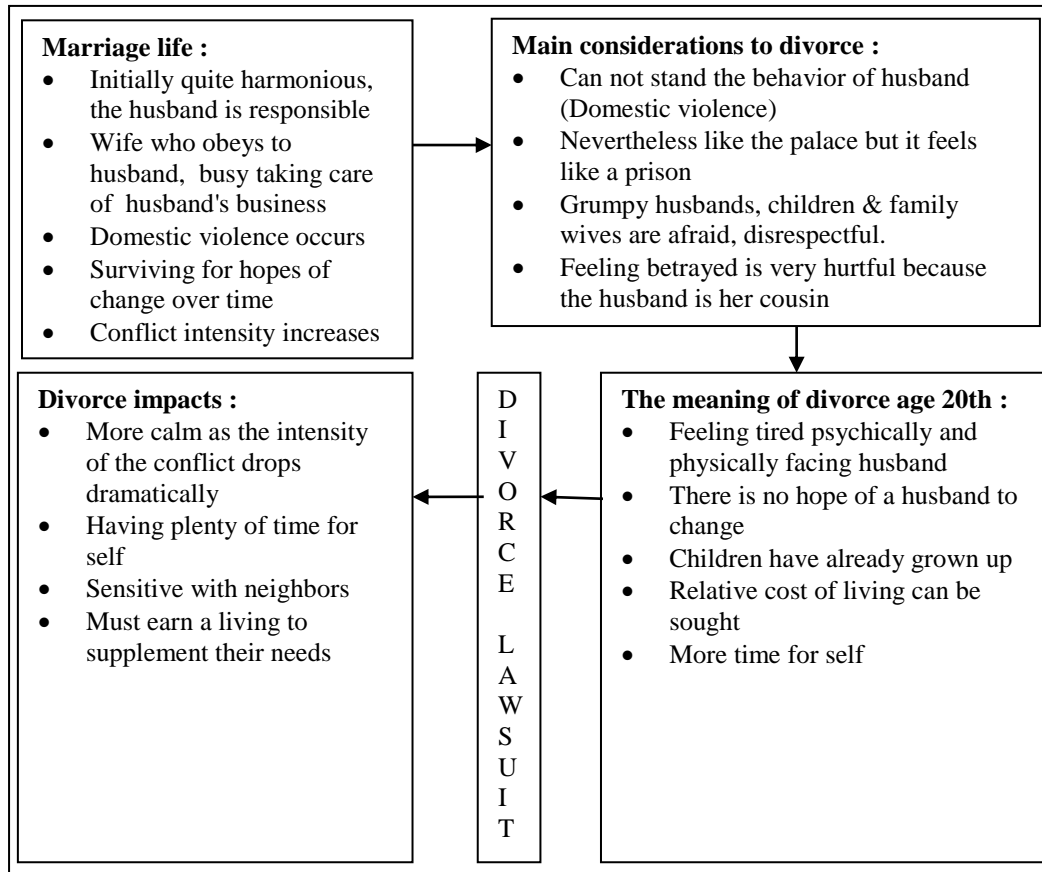 Marriage life :
• Initially quite harmonious,
the husband is responsible
• Wife who obeys to
husband, busy taking care
of husband's business
• Domestic violence occurs
• Surviving for hopes of
change over time
• Conflict intensity increases
Main considerations to divorce :
• Can not stand the behavior of husband
(Domestic violence)
• Nevertheless like the palace but it feels
like a prison
• Grumpy husbands, children & family
wives are afraid, disrespectful.
• Feeling betrayed is very hurtful because
the husband is her cousin
The meaning of divorce age 20th :
• Feeling tired psychically and
physically facing husband
• There is no hope of a husband to
change
• Children have already grown up
• Relative cost of living can be
sought
• More time for self
D
I
V
O
R
C
E
L
A
W
S
U
I
T
Divorce impacts :
• More calm as the intensity
of the conflict drops
dramatically
• Having plenty of time for
self
• Sensitive with neighbors
• Must earn a living to
supplement their needs